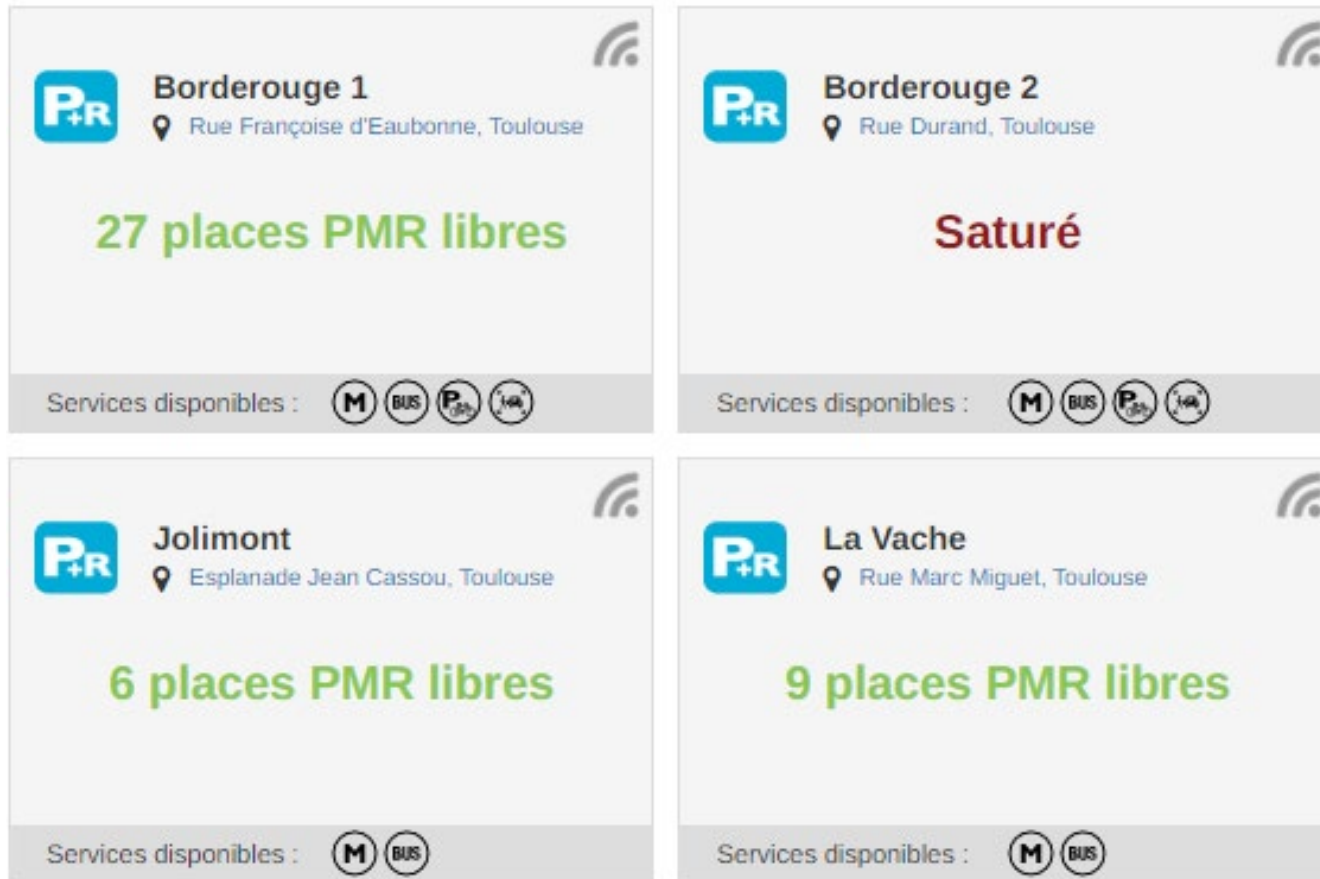 P+R
Borderouge 1
Rue Françoise d'Eaubonne, Toulouse
27 places PMR libres
Services disponibles :
M BUS P
P+R
Borderouge 2
Rue Durand, Toulouse
Saturé
Services disponibles :
M BUS P
P+R
Jolimont
Esplanade Jean Cassou, Toulouse
6 places PMR libres
Services disponibles :
M BUS
P+R
La Vache
Rue Marc Miguet, Toulouse
9 places PMR libres
Services disponibles :
M BUS